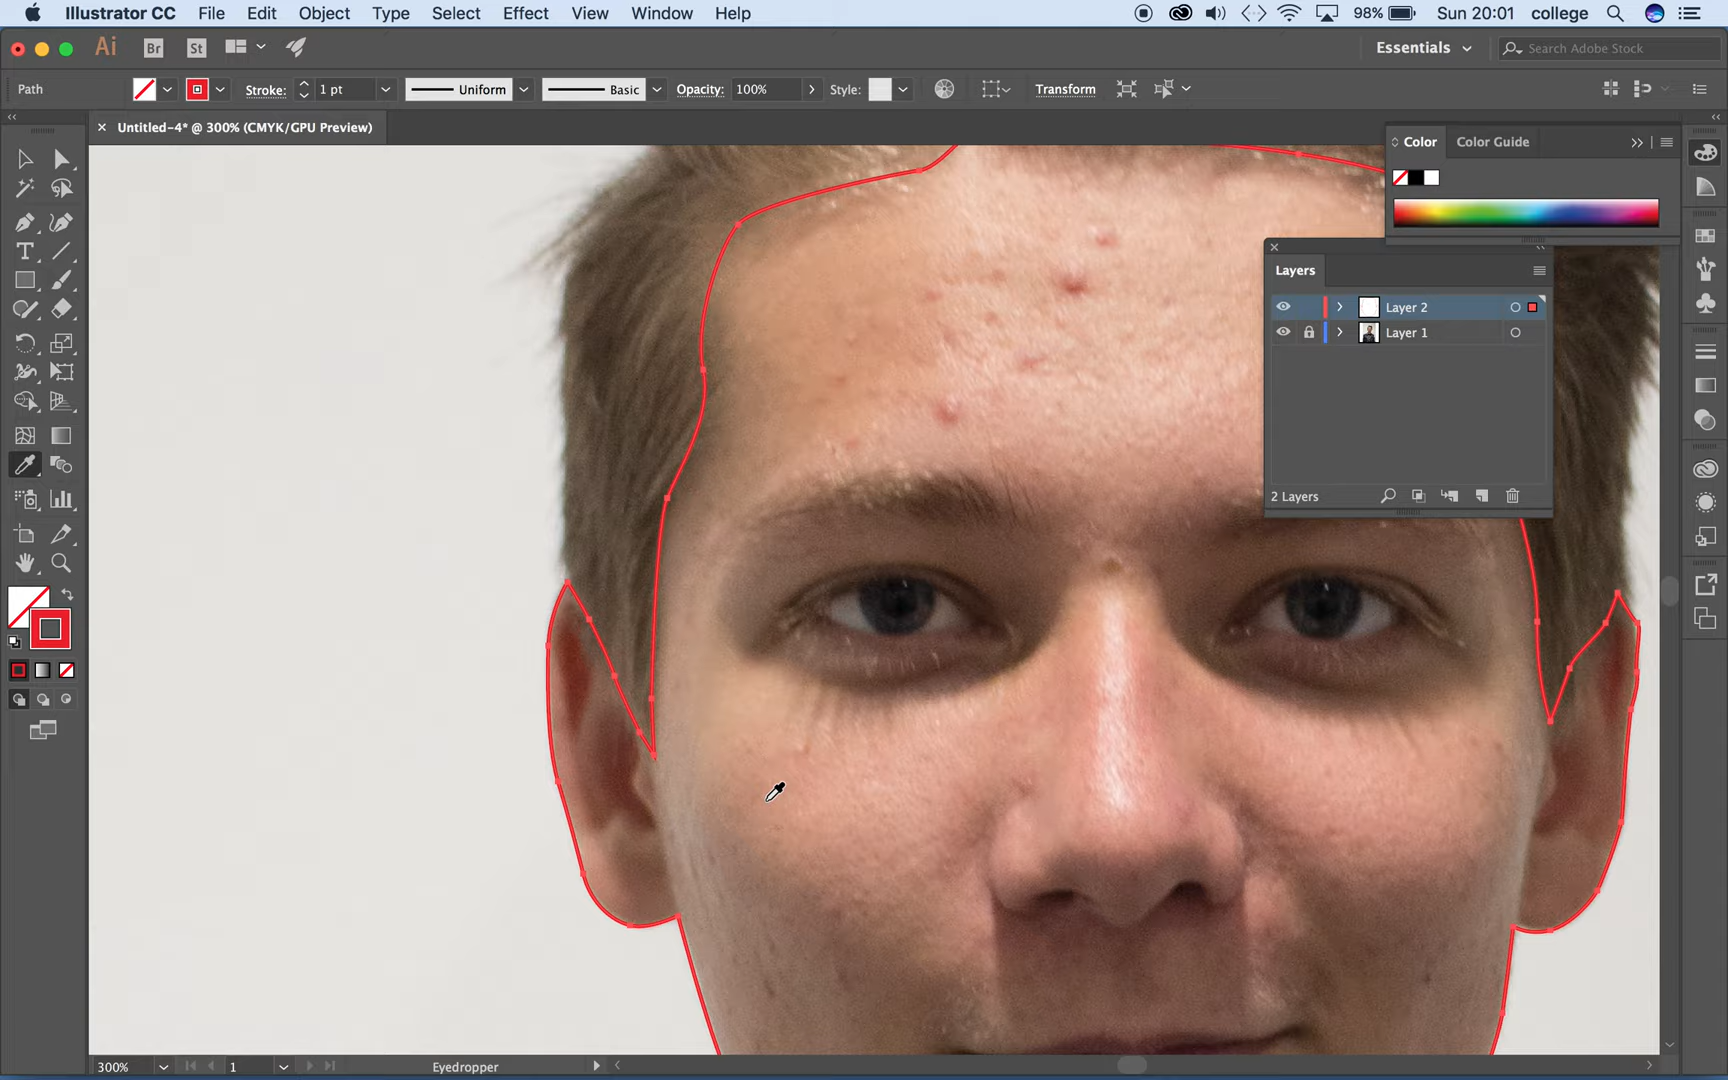 Illustrator CC File Edit Object Type Select Effect View Window Help 98% Sun 20:01 college
Ai Br St Essentials Search Adobe Stock
Path Stroke: 1 pt Uniform Basic Opacity: 100% Style: Transform
Untitled-4* @ 300% (CMYK/GPU Preview)
Color Color Guide
Layers
Layer 2
Layer 1
2 Layers
300% 1 Eyedropper